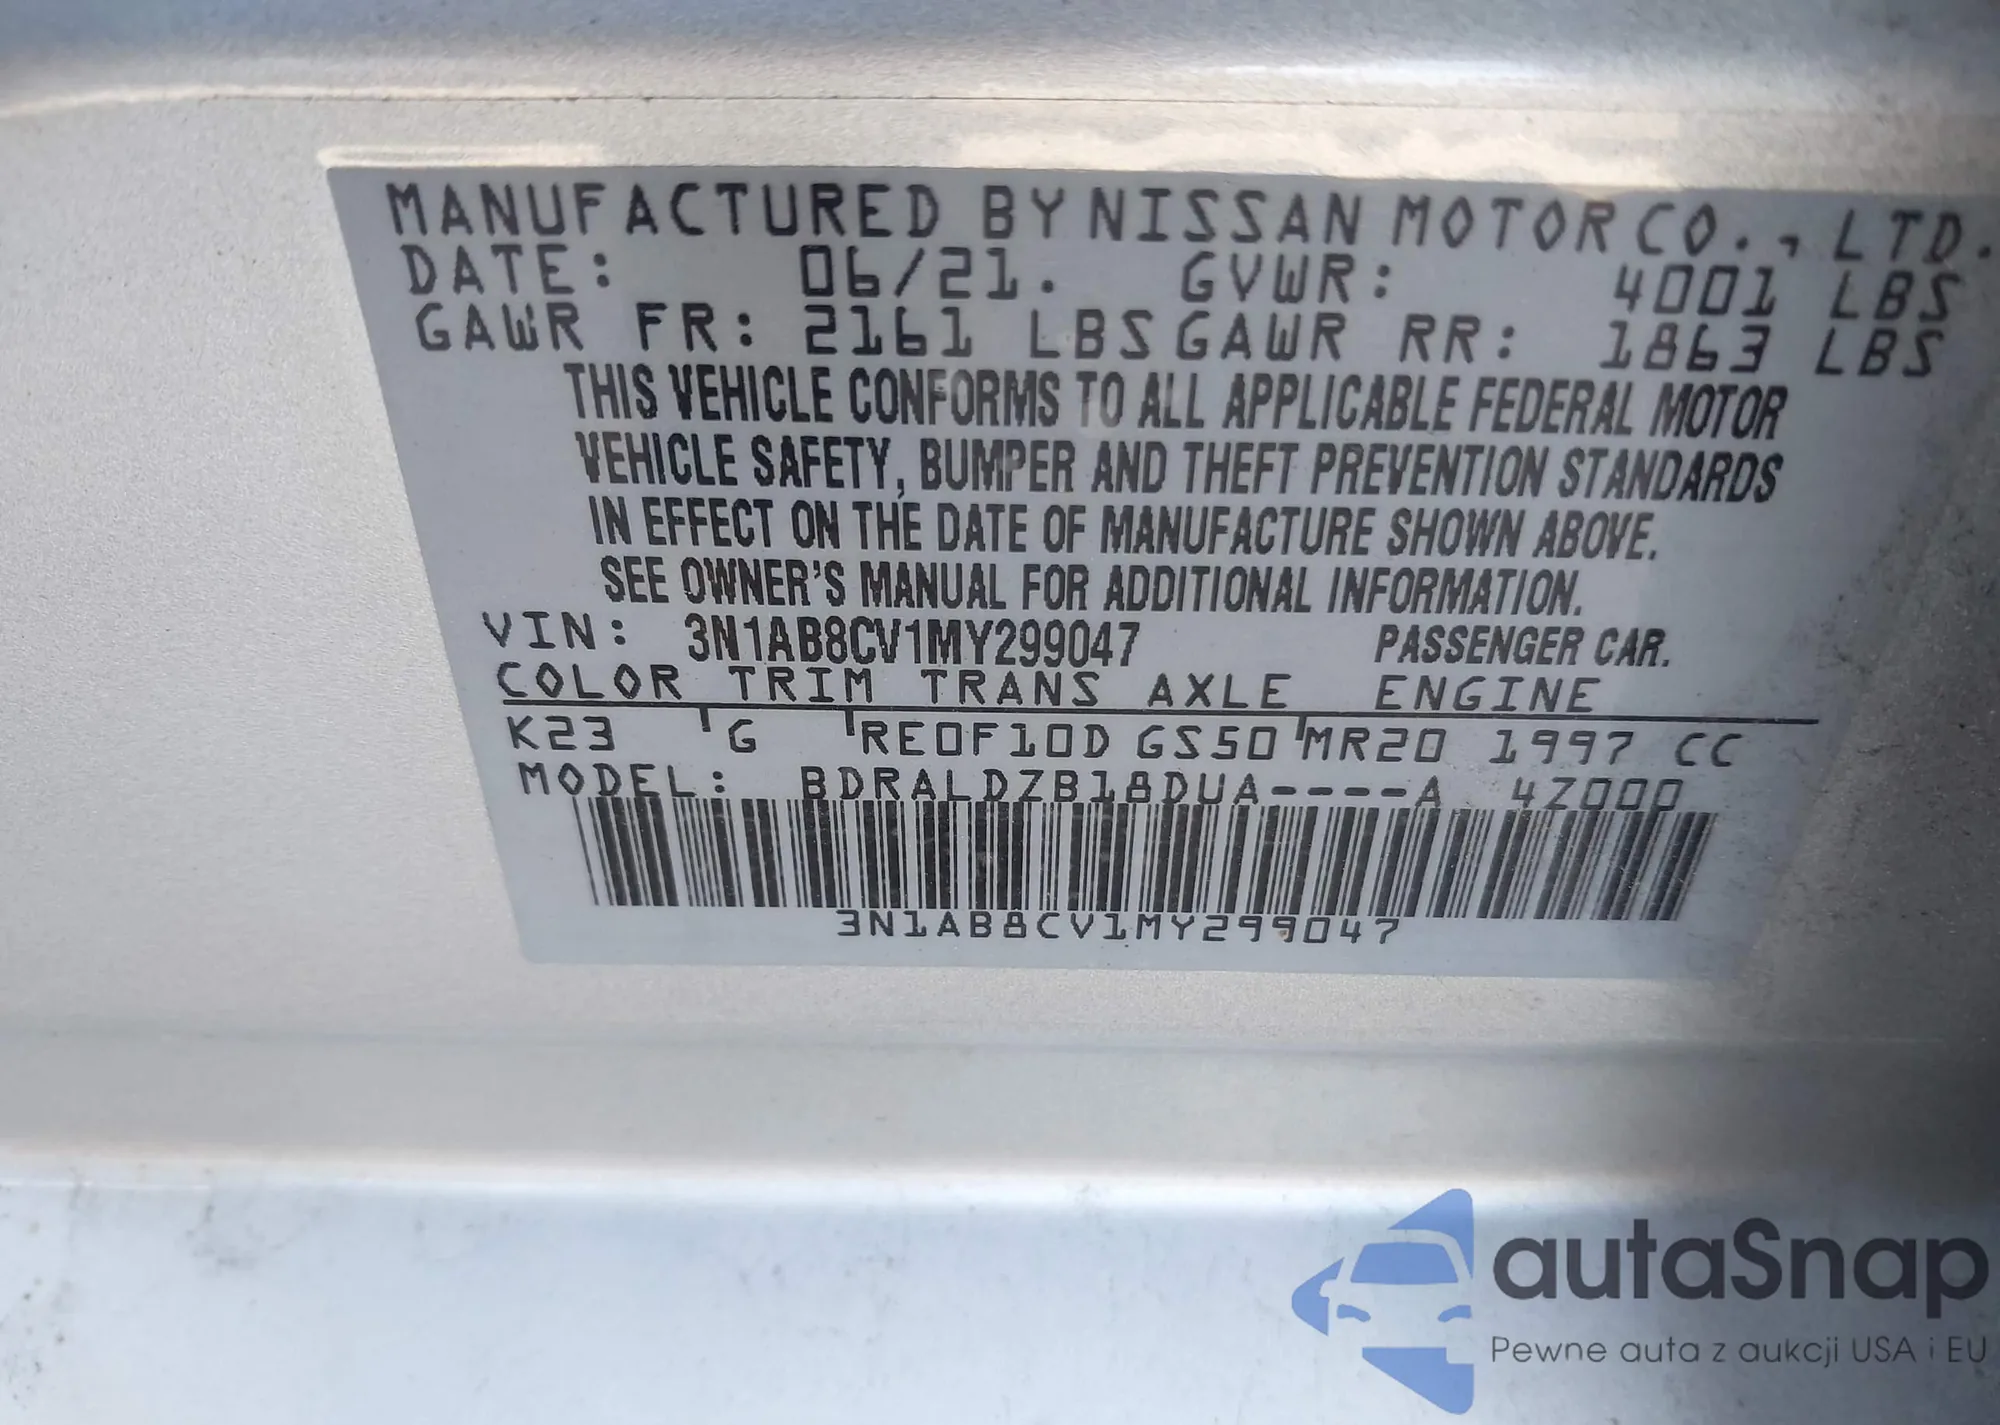 MANUFACTURED BY NISSAN MOTOR CO., LTD.
DATE: 06/21. GVWR: 4001 LBS
GAWR FR: 2161 LBS GAWR RR: 1863 LBS
THIS VEHICLE CONFORMS TO ALL APPLICABLE FEDERAL MOTOR
VEHICLE SAFETY, BUMPER AND THEFT PREVENTION STANDARDS
IN EFFECT ON THE DATE OF MANUFACTURE SHOWN ABOVE.
SEE OWNER'S MANUAL FOR ADDITIONAL INFORMATION.
VIN: 3N1AB8CV1MY299047 PASSENGER CAR.
COLOR TRIM TRANS AXLE ENGINE
K23 G RE0F10D GS50 MR20 1997 CC
MODEL: BDRALDZB18DUA----A 4Z000
3N1AB8CV1MY299047
autaSnap
Pewne auta z aukcji USA i EU